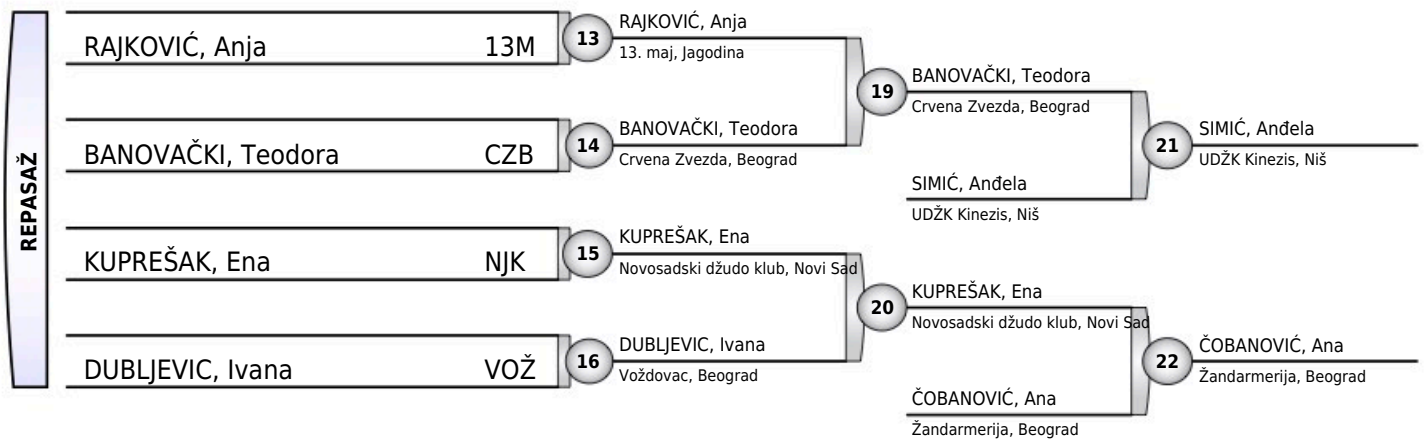 REPASAŽ
RAJKOVIĆ, Anja 13M
BANOVAČKI, Teodora CZB
KUPREŠAK, Ena NJK
DUBLJEVIC, Ivana VOŽ
13
RAJKOVIĆ, Anja
13. maj, Jagodina
14
BANOVAČKI, Teodora
Crvena Zvezda, Beograd
15
KUPREŠAK, Ena
Novosadski džudo klub, Novi Sad
16
DUBLJEVIC, Ivana
Voždovac, Beograd
19
BANOVAČKI, Teodora
Crvena Zvezda, Beograd
SIMIĆ, Anđela
UDŽK Kinezis, Niš
20
KUPREŠAK, Ena
Novosadski džudo klub, Novi Sad
ČOBANOVIĆ, Ana
Žandarmerija, Beograd
21
SIMIĆ, Anđela
UDŽK Kinezis, Niš
22
ČOBANOVIĆ, Ana
Žandarmerija, Beograd